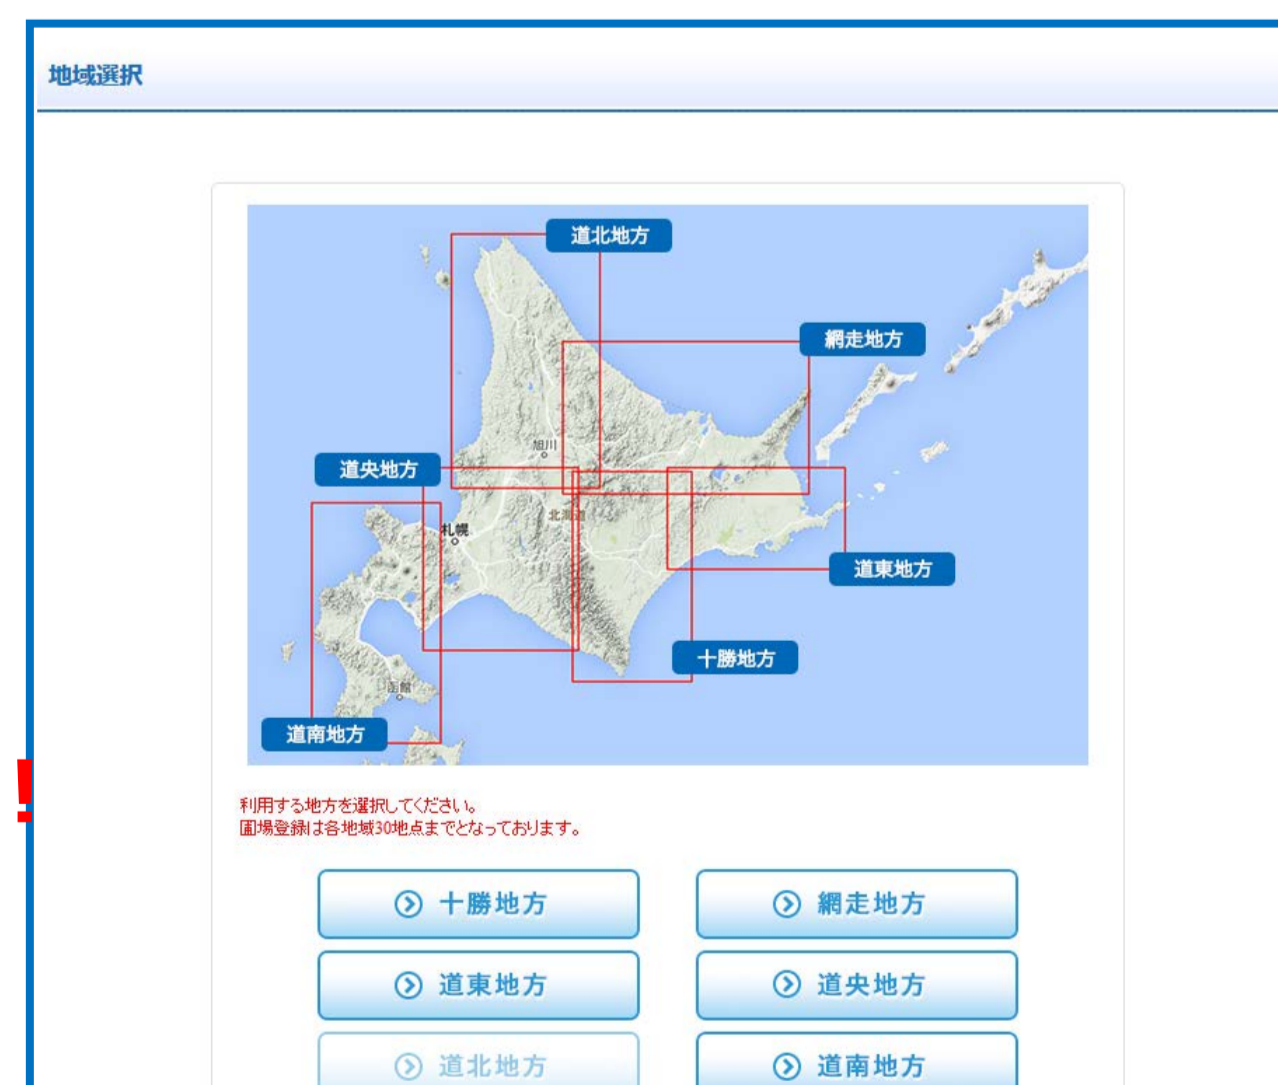 地域選択
道北地方
網走地方
旭川
道央地方
北海道
札幌
道東地方
十勝地方
函館
道南地方
!
利用する地方を選択してください。
圃場登録は各地域30地点までとなっております。
十勝地方
網走地方
道東地方
道央地方
道北地方
道南地方